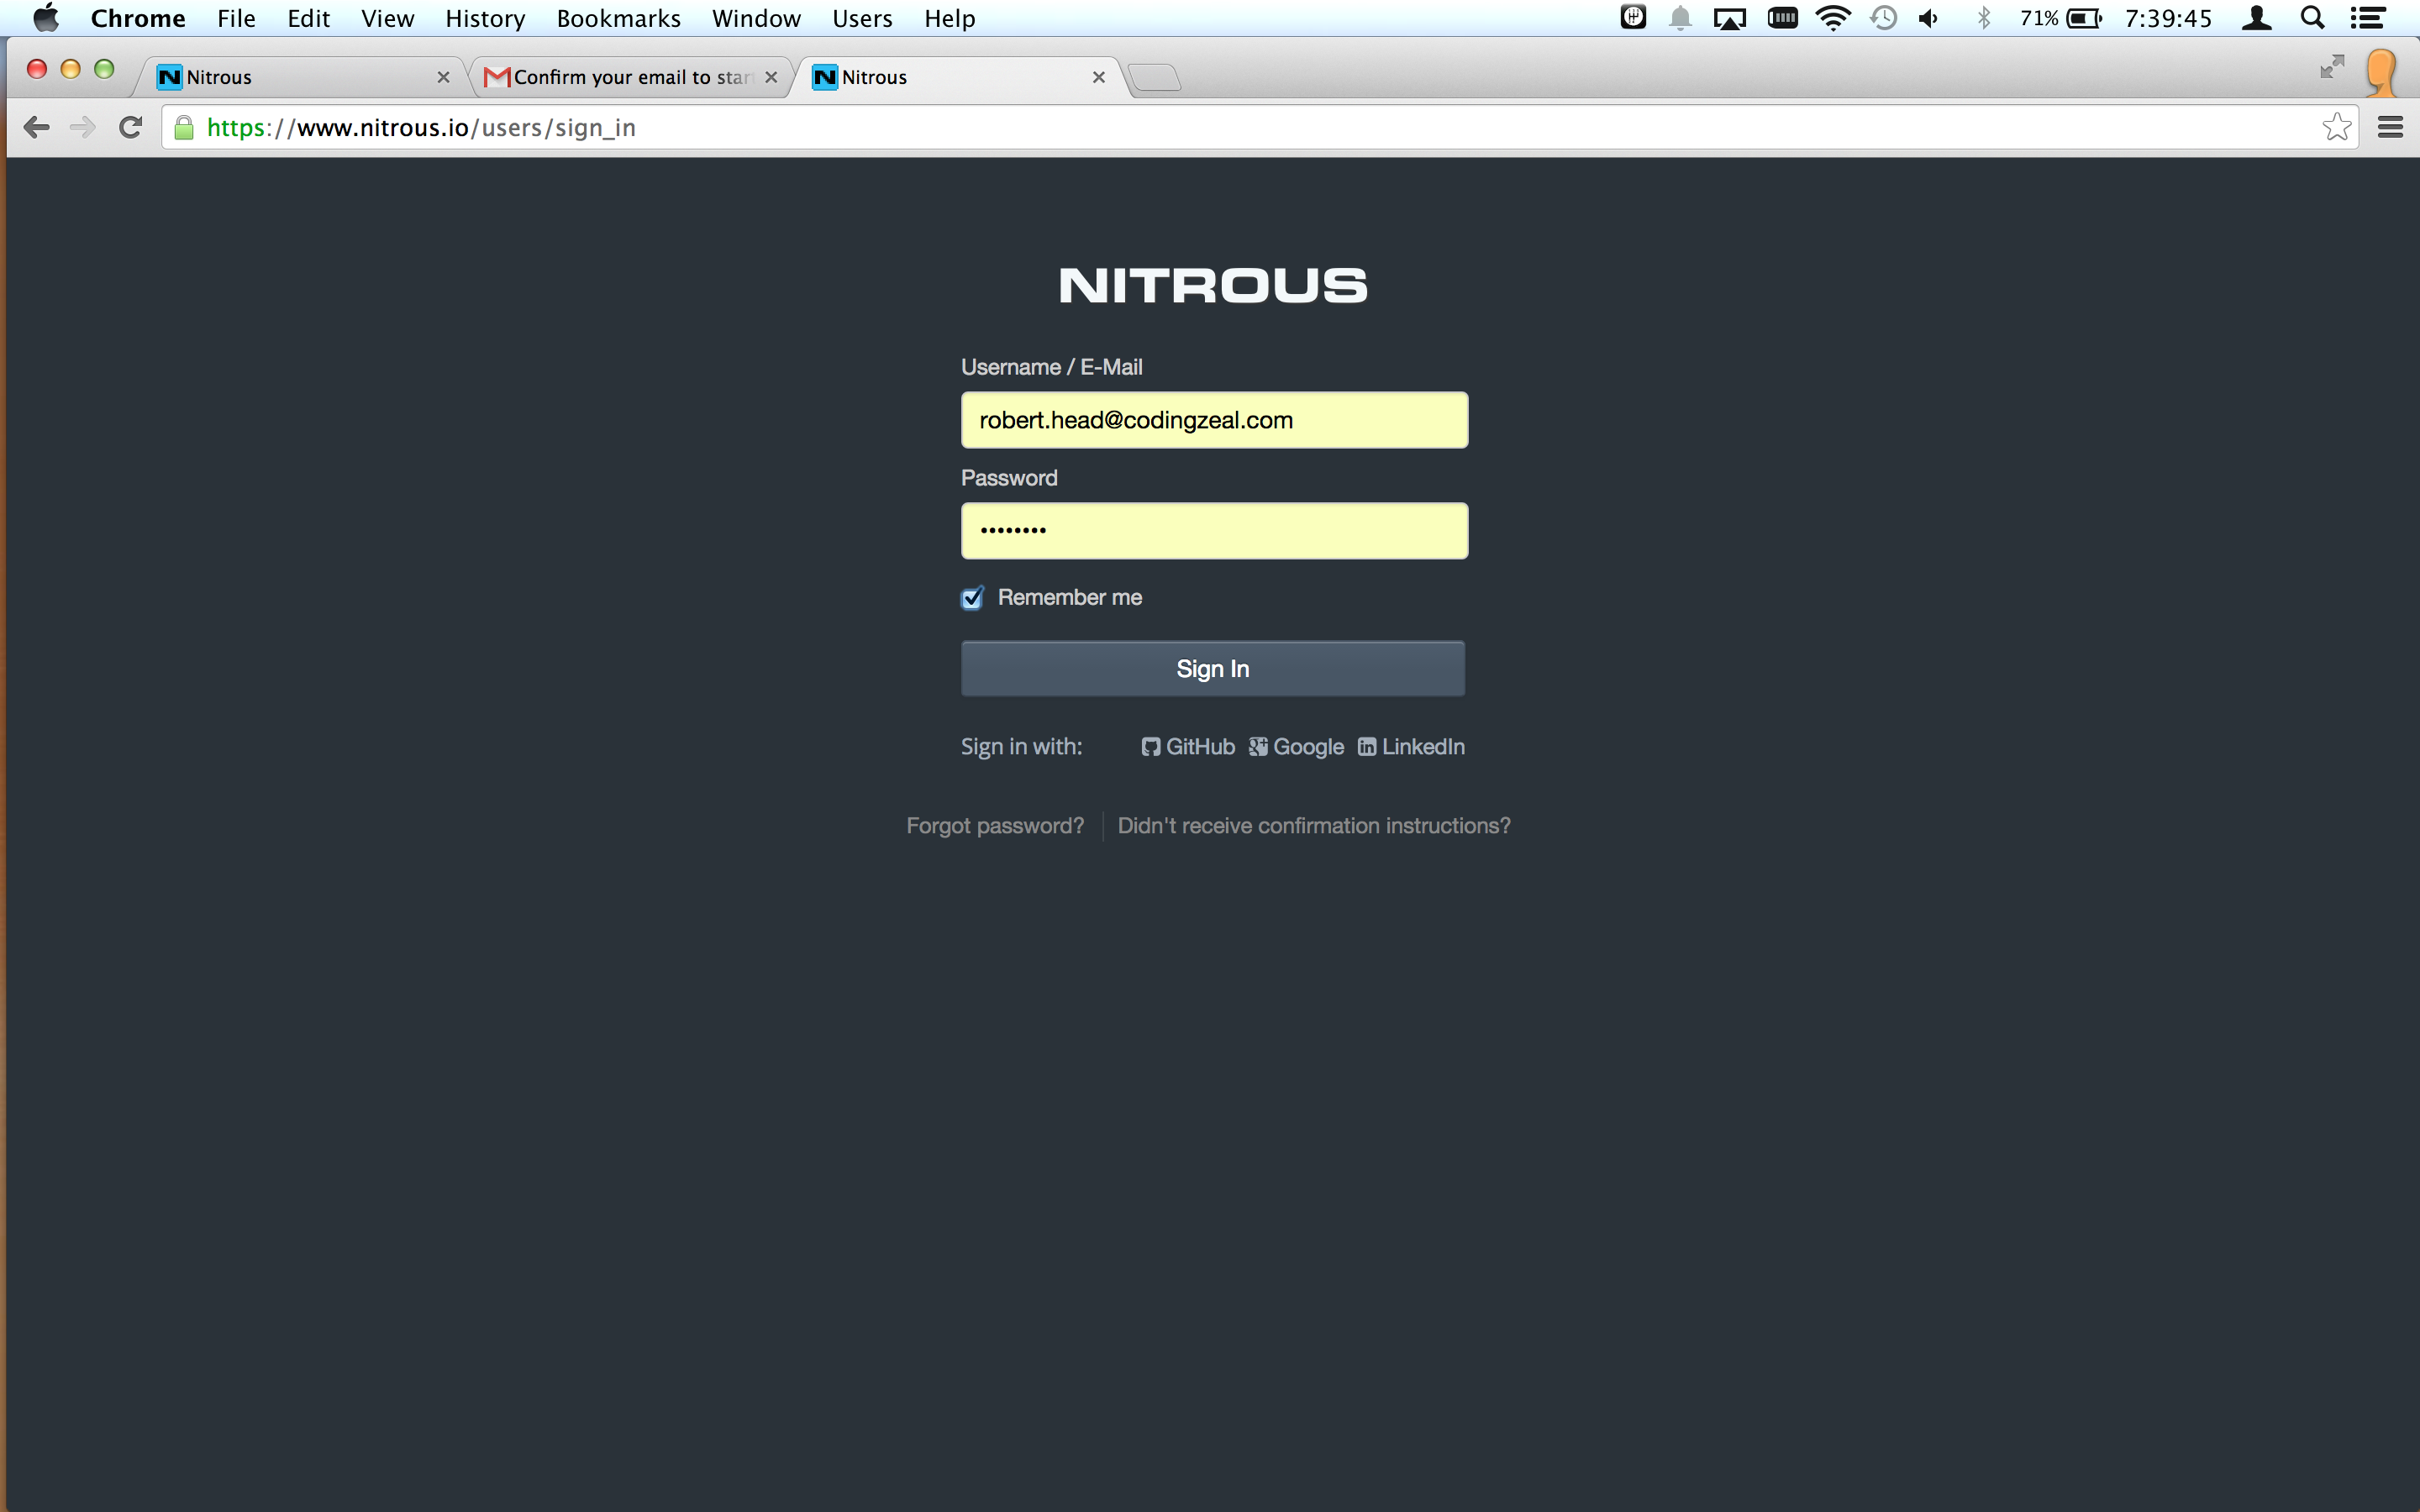 Chrome File Edit View History Bookmarks Window Users Help 71% 7:39:45
Nitrous Confirm your email to star Nitrous
https://www.nitrous.io/users/sign_in
NITROUS
Username / E-Mail
robert.head@codingzeal.com
Password
••••••••
Remember me
Sign In
Sign in with: GitHub Google LinkedIn
Forgot password? Didn't receive confirmation instructions?